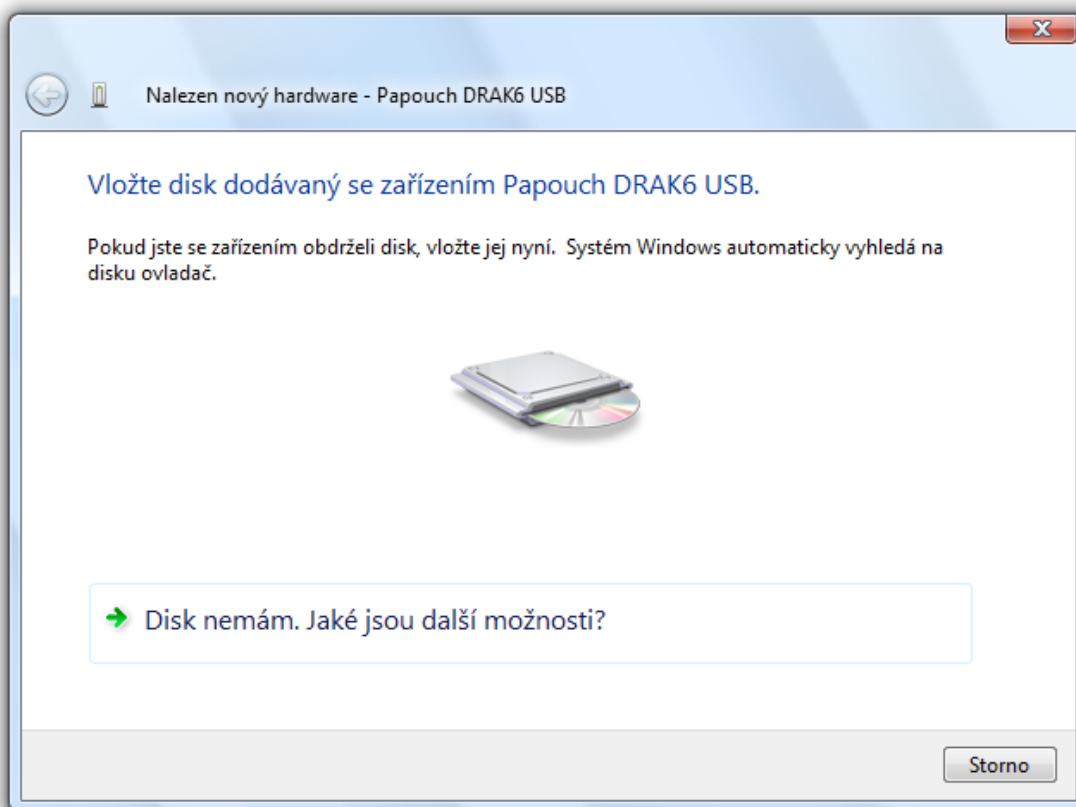 Nalezen nový hardware - Papouch DRAK6 USB
Vložte disk dodávaný se zařízením Papouch DRAK6 USB.
Pokud jste se zařízením obdrželi disk, vložte jej nyní. Systém Windows automaticky vyhledá na
disku ovladač.
Disk nemám. Jaké jsou další možnosti?
Storno